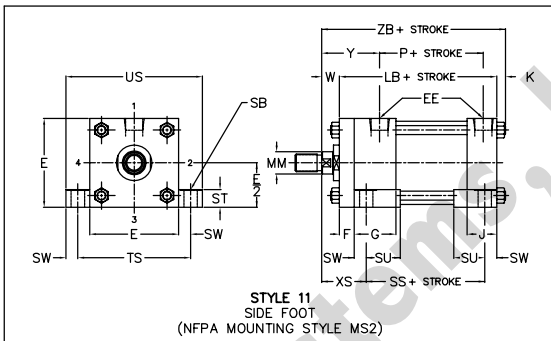 ZB+ STROKE
US
Y
P+ STROKE
SB
W
LB+ STROKE
K
1
EE
E
4
2
MM
E
2
ST
3
E
SW
F
G
J
SW
TS
SW
SU
SU
SW
XS
SS+ STROKE
STYLE 11
SIDE FOOT
(NFPA MOUNTING STYLE MS2)